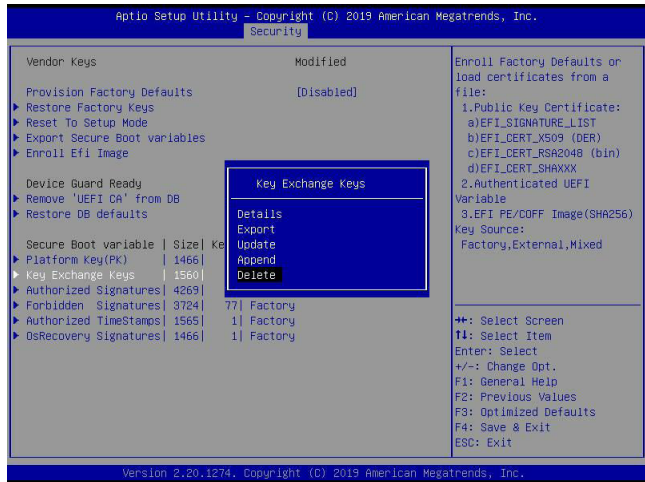 Aptio Setup Utility – Copyright (C) 2019 American Megatrends, Inc.
Security
Vendor Keys Modified
Provision Factory Defaults [Disabled]
Restore Factory Keys
Reset To Setup Mode
Export Secure Boot variables
Enroll Efi Image
Device Guard Ready
Remove 'UEFI CA' from DB
Restore DB defaults
Secure Boot variable | Size| Ke
Platform Key(PK) | 1466|
Key Exchange Keys | 1560|
Authorized Signatures| 4269|
Forbidden Signatures| 3724| 77| Factory
Authorized TimeStamps| 1565| 1| Factory
OsRecovery Signatures| 1466| 1| Factory
Key Exchange Keys
Details
Export
Update
Append
Delete
Enroll Factory Defaults or
load certificates from a
file:
1.Public Key Certificate:
a)EFI_SIGNATURE_LIST
b)EFI_CERT_X509 (DER)
c)EFI_CERT_RSA2048 (bin)
d)EFI_CERT_SHAXXX
2.Authenticated UEFI
Variable
3.EFI PE/COFF Image(SHA256)
Key Source:
Factory,External,Mixed
→←: Select Screen
↑↓: Select Item
Enter: Select
+/-: Change Opt.
F1: General Help
F2: Previous Values
F3: Optimized Defaults
F4: Save & Exit
ESC: Exit
Version 2.20.1274. Copyright (C) 2019 American Megatrends, Inc.